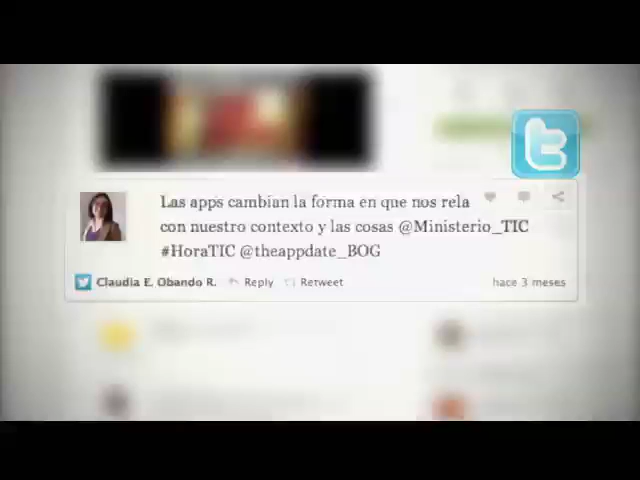 Las apps cambian la forma en que nos rela
con nuestro contexto y las cosas @Ministerio_TIC
#HoraTIC @theappdate_BOG
Claudia E. Obando R. Reply Retweet hace 3 meses